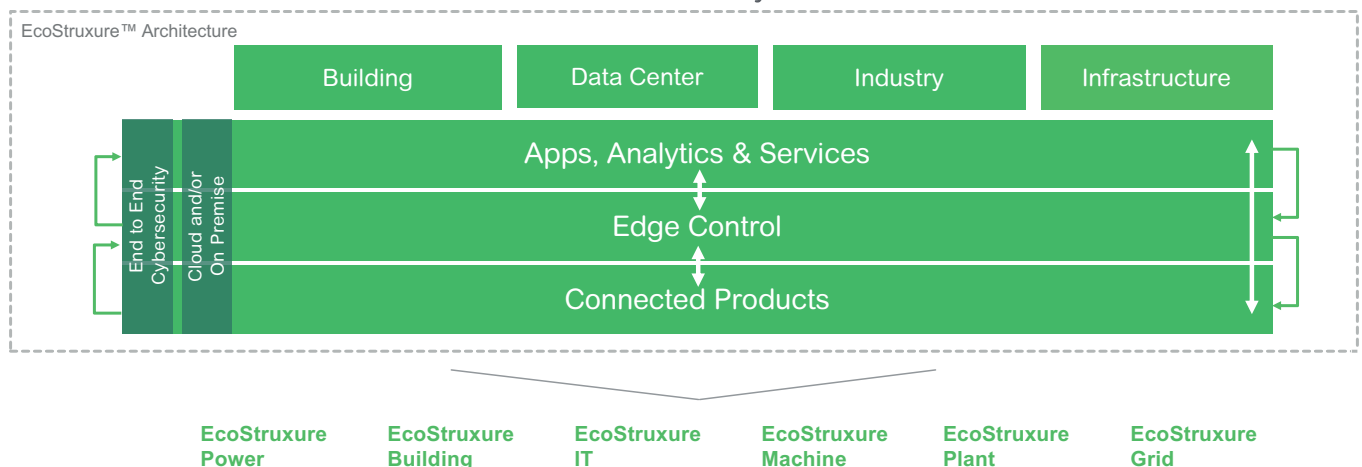 EcoStruxure™ Architecture
Building
Data Center
Industry
Infrastructure
End to End
Cybersecurity
Cloud and/or
On Premise
Apps, Analytics & Services
Edge Control
Connected Products
EcoStruxure
Power
EcoStruxure
Building
EcoStruxure
IT
EcoStruxure
Machine
EcoStruxure
Plant
EcoStruxure
Grid